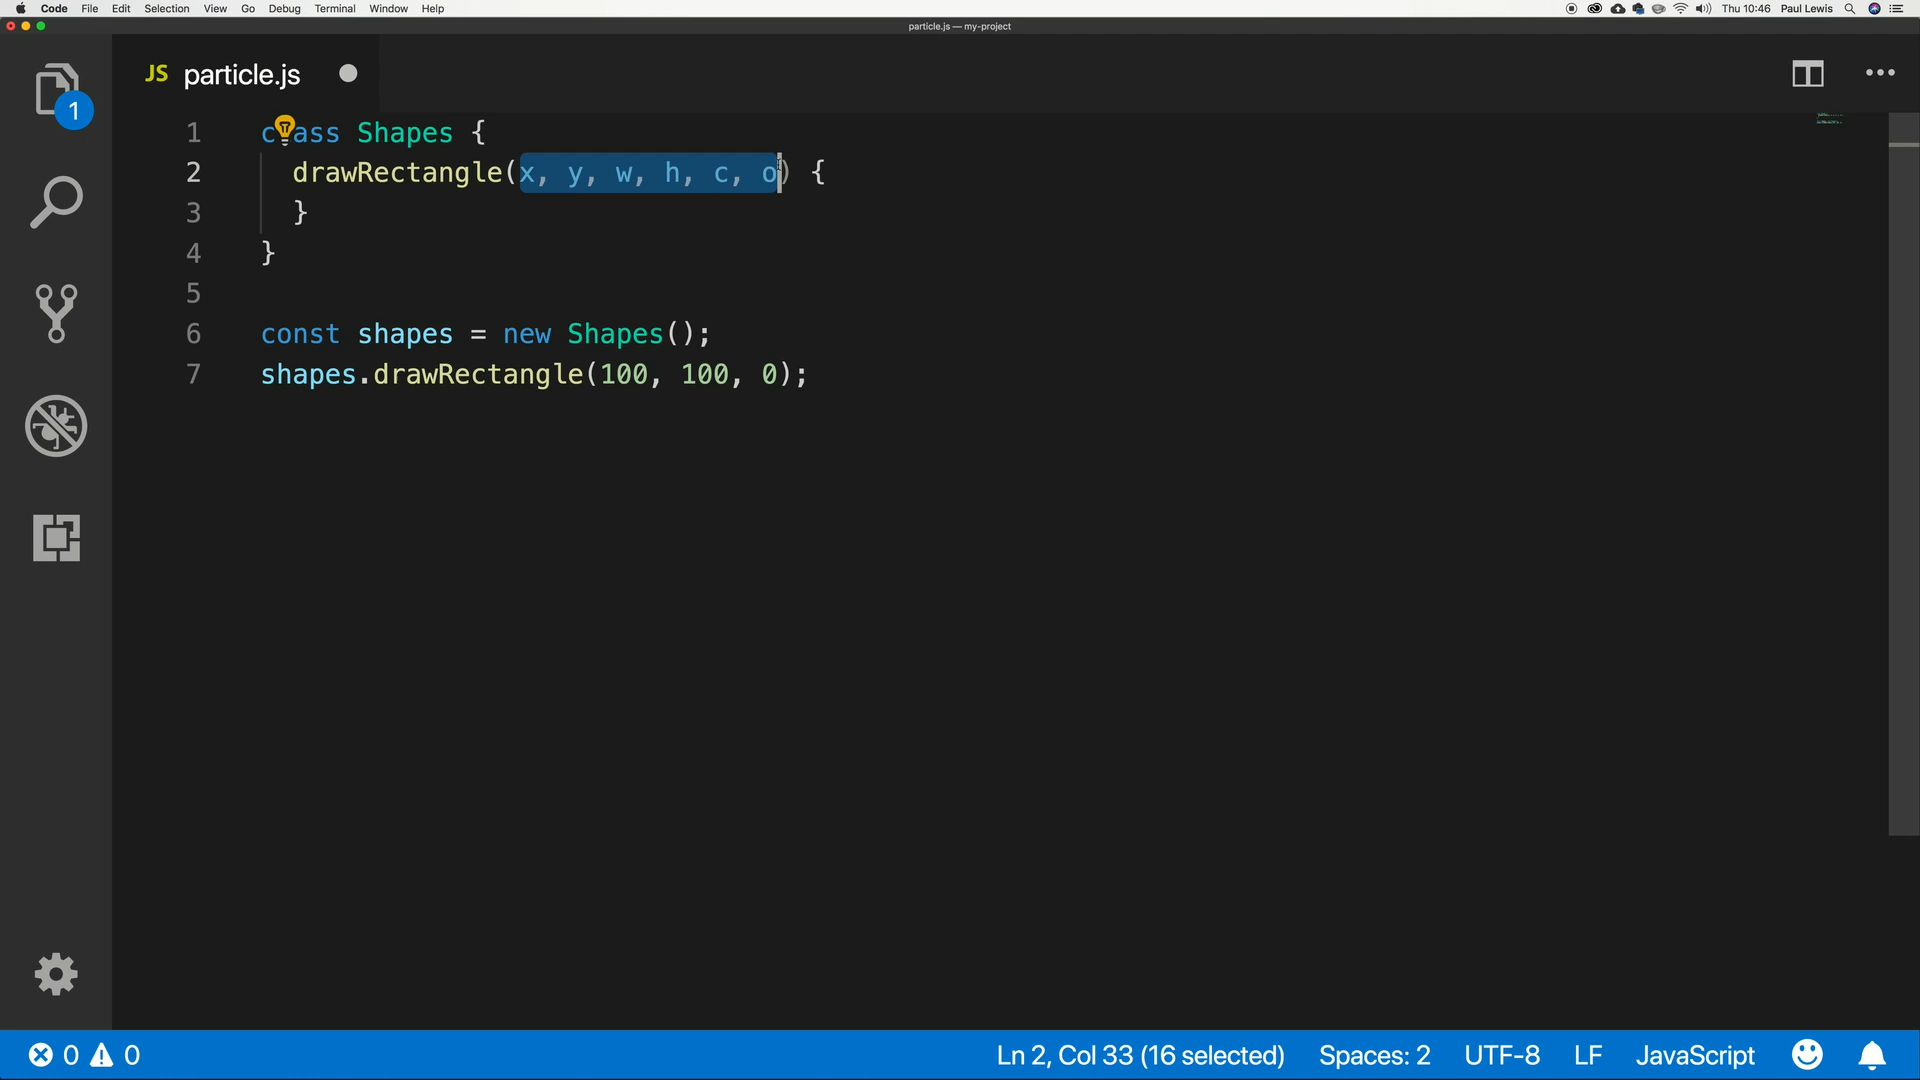 Code File Edit Selection View Go Debug Terminal Window Help Thu 10:46 Paul Lewis
particle.js — my-project
JS particle.js
1
1 class Shapes {
2 drawRectangle(x, y, w, h, c, o) {
3 }
4 }
5
6 const shapes = new Shapes();
7 shapes.drawRectangle(100, 100, 0);
0 0 Ln 2, Col 33 (16 selected) Spaces: 2 UTF-8 LF JavaScript